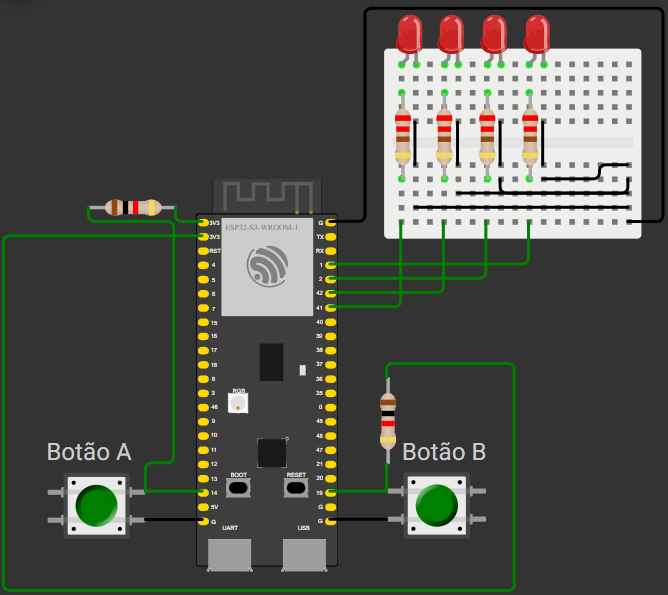 ESP32-S3-WROOM-1
3V3 G
3V3 TX
RST RX
4 1
5 2
6 42
7 41
15 40
16 39
17 38
18 37
8 36
3 35
RGB
46 0
9 45
10 48
11 47
12 21
13 20
14 19
5V G
G G
BOOT RESET
UART USB
Botão A
Botão B